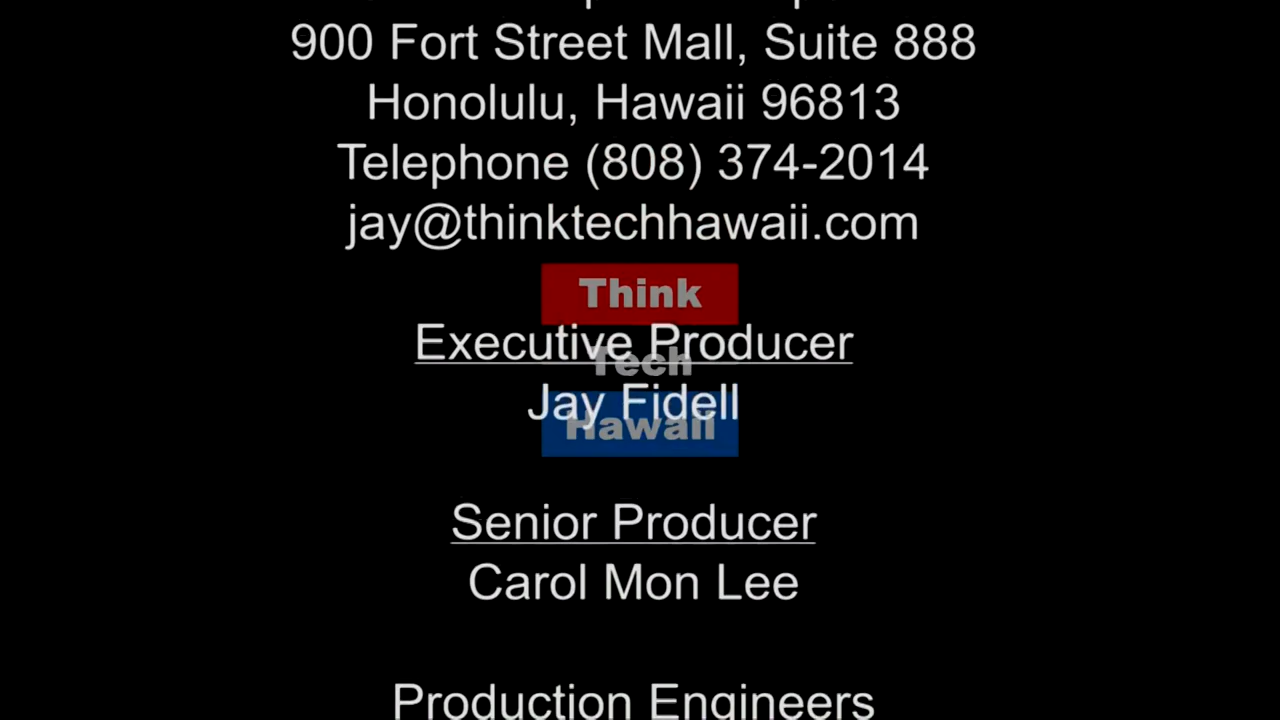 900 Fort Street Mall, Suite 888
Honolulu, Hawaii 96813
Telephone (808) 374-2014
jay@thinktechhawaii.com
Think
Executive Producer
Tech
Jay Fidell
Hawaii
Senior Producer
Carol Mon Lee
Production Engineers